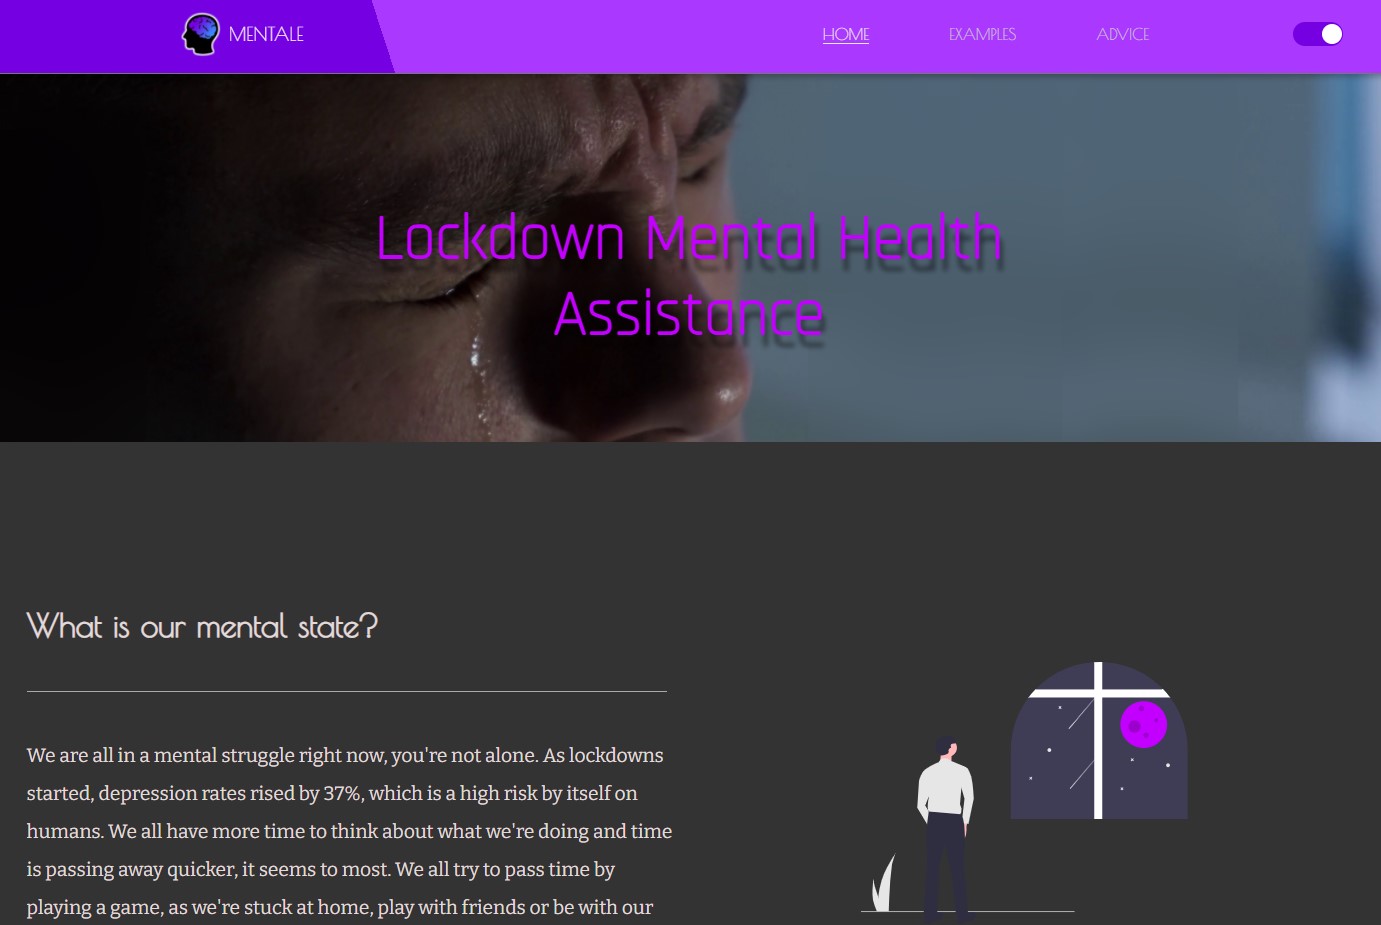 MENTALE
HOME EXAMPLES ADVICE
Lockdown Mental Health
Assistance
What is our mental state?
We are all in a mental struggle right now, you're not alone. As lockdowns
started, depression rates rised by 37%, which is a high risk by itself on
humans. We all have more time to think about what we're doing and time
is passing away quicker, it seems to most. We all try to pass time by
playing a game, as we're stuck at home, play with friends or be with our